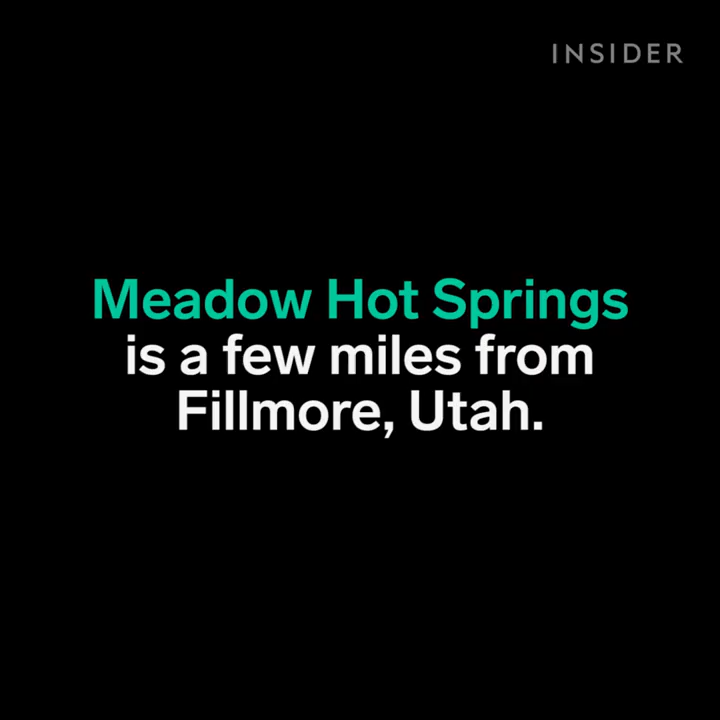 INSIDER
Meadow Hot Springs
is a few miles from
Fillmore, Utah.